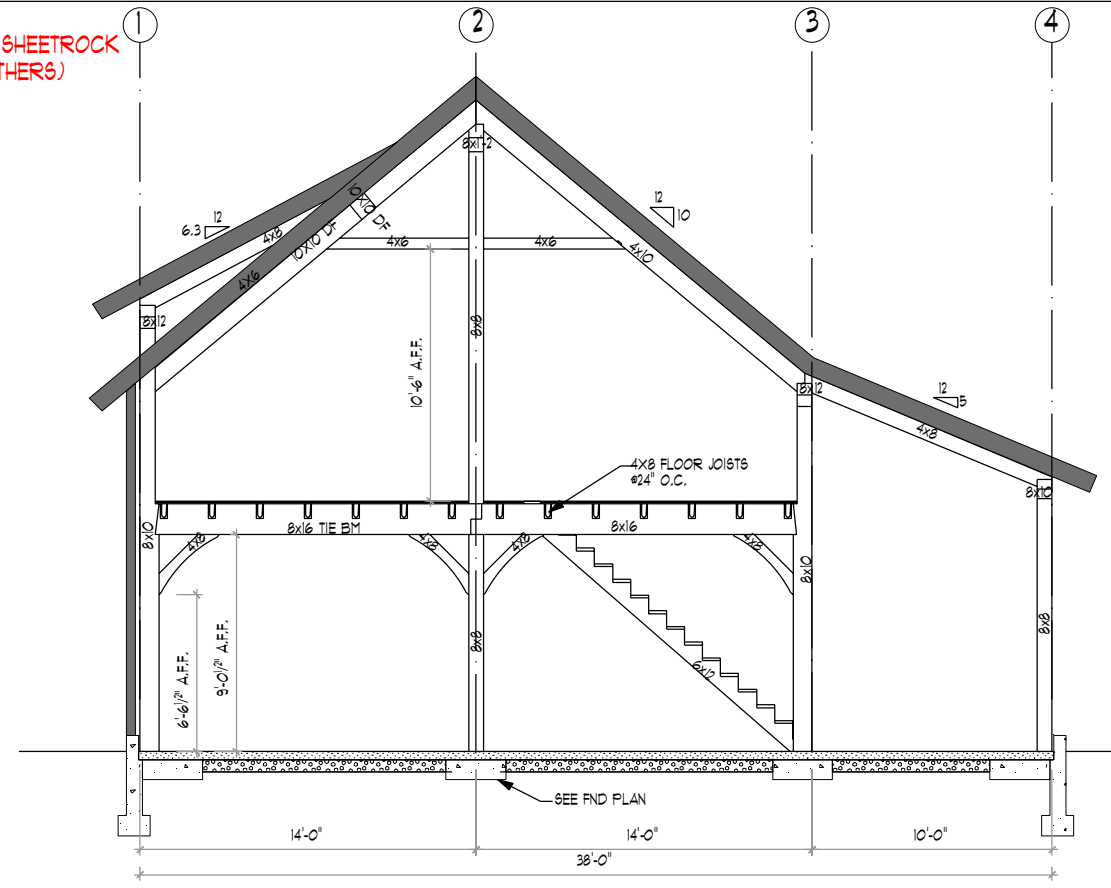 1
2
3
4
SHEETROCK
THERS)
8x1'-2
12
10
12
6.3
10X10 DF
10X10 DF
4x8
4x6
4x6
4x6
4x10
8x12
8x8
10'-6" A.F.F.
8x12
12
5
4x8
4X8 FLOOR JOISTS
@24" O.C.
8x10
8x10
8x16 TIE BM
8x16
4x8
4x8
4x8
4x8
8x10
6'-6 1/2" A.F.F.
9'-0 1/2" A.F.F.
8x8
6x12
8x8
SEE FND PLAN
14'-0"
14'-0"
10'-0"
38'-0"